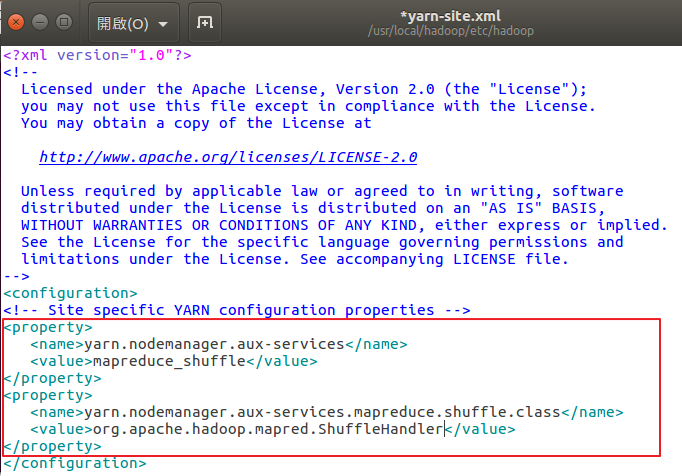 開啟(O)
*yarn-site.xml
/usr/local/hadoop/etc/hadoop
<?xml version="1.0"?>
<!--
  Licensed under the Apache License, Version 2.0 (the "License");
  you may not use this file except in compliance with the License.
  You may obtain a copy of the License at

    http://www.apache.org/licenses/LICENSE-2.0

  Unless required by applicable law or agreed to in writing, software
  distributed under the License is distributed on an "AS IS" BASIS,
  WITHOUT WARRANTIES OR CONDITIONS OF ANY KIND, either express or implied.
  See the License for the specific language governing permissions and
  limitations under the License. See accompanying LICENSE file.
-->
<configuration>
<!-- Site specific YARN configuration properties -->
<property>
   <name>yarn.nodemanager.aux-services</name>
   <value>mapreduce_shuffle</value>
</property>
<property>
   <name>yarn.nodemanager.aux-services.mapreduce.shuffle.class</name>
   <value>org.apache.hadoop.mapred.ShuffleHandler</value>
</property>
</configuration>